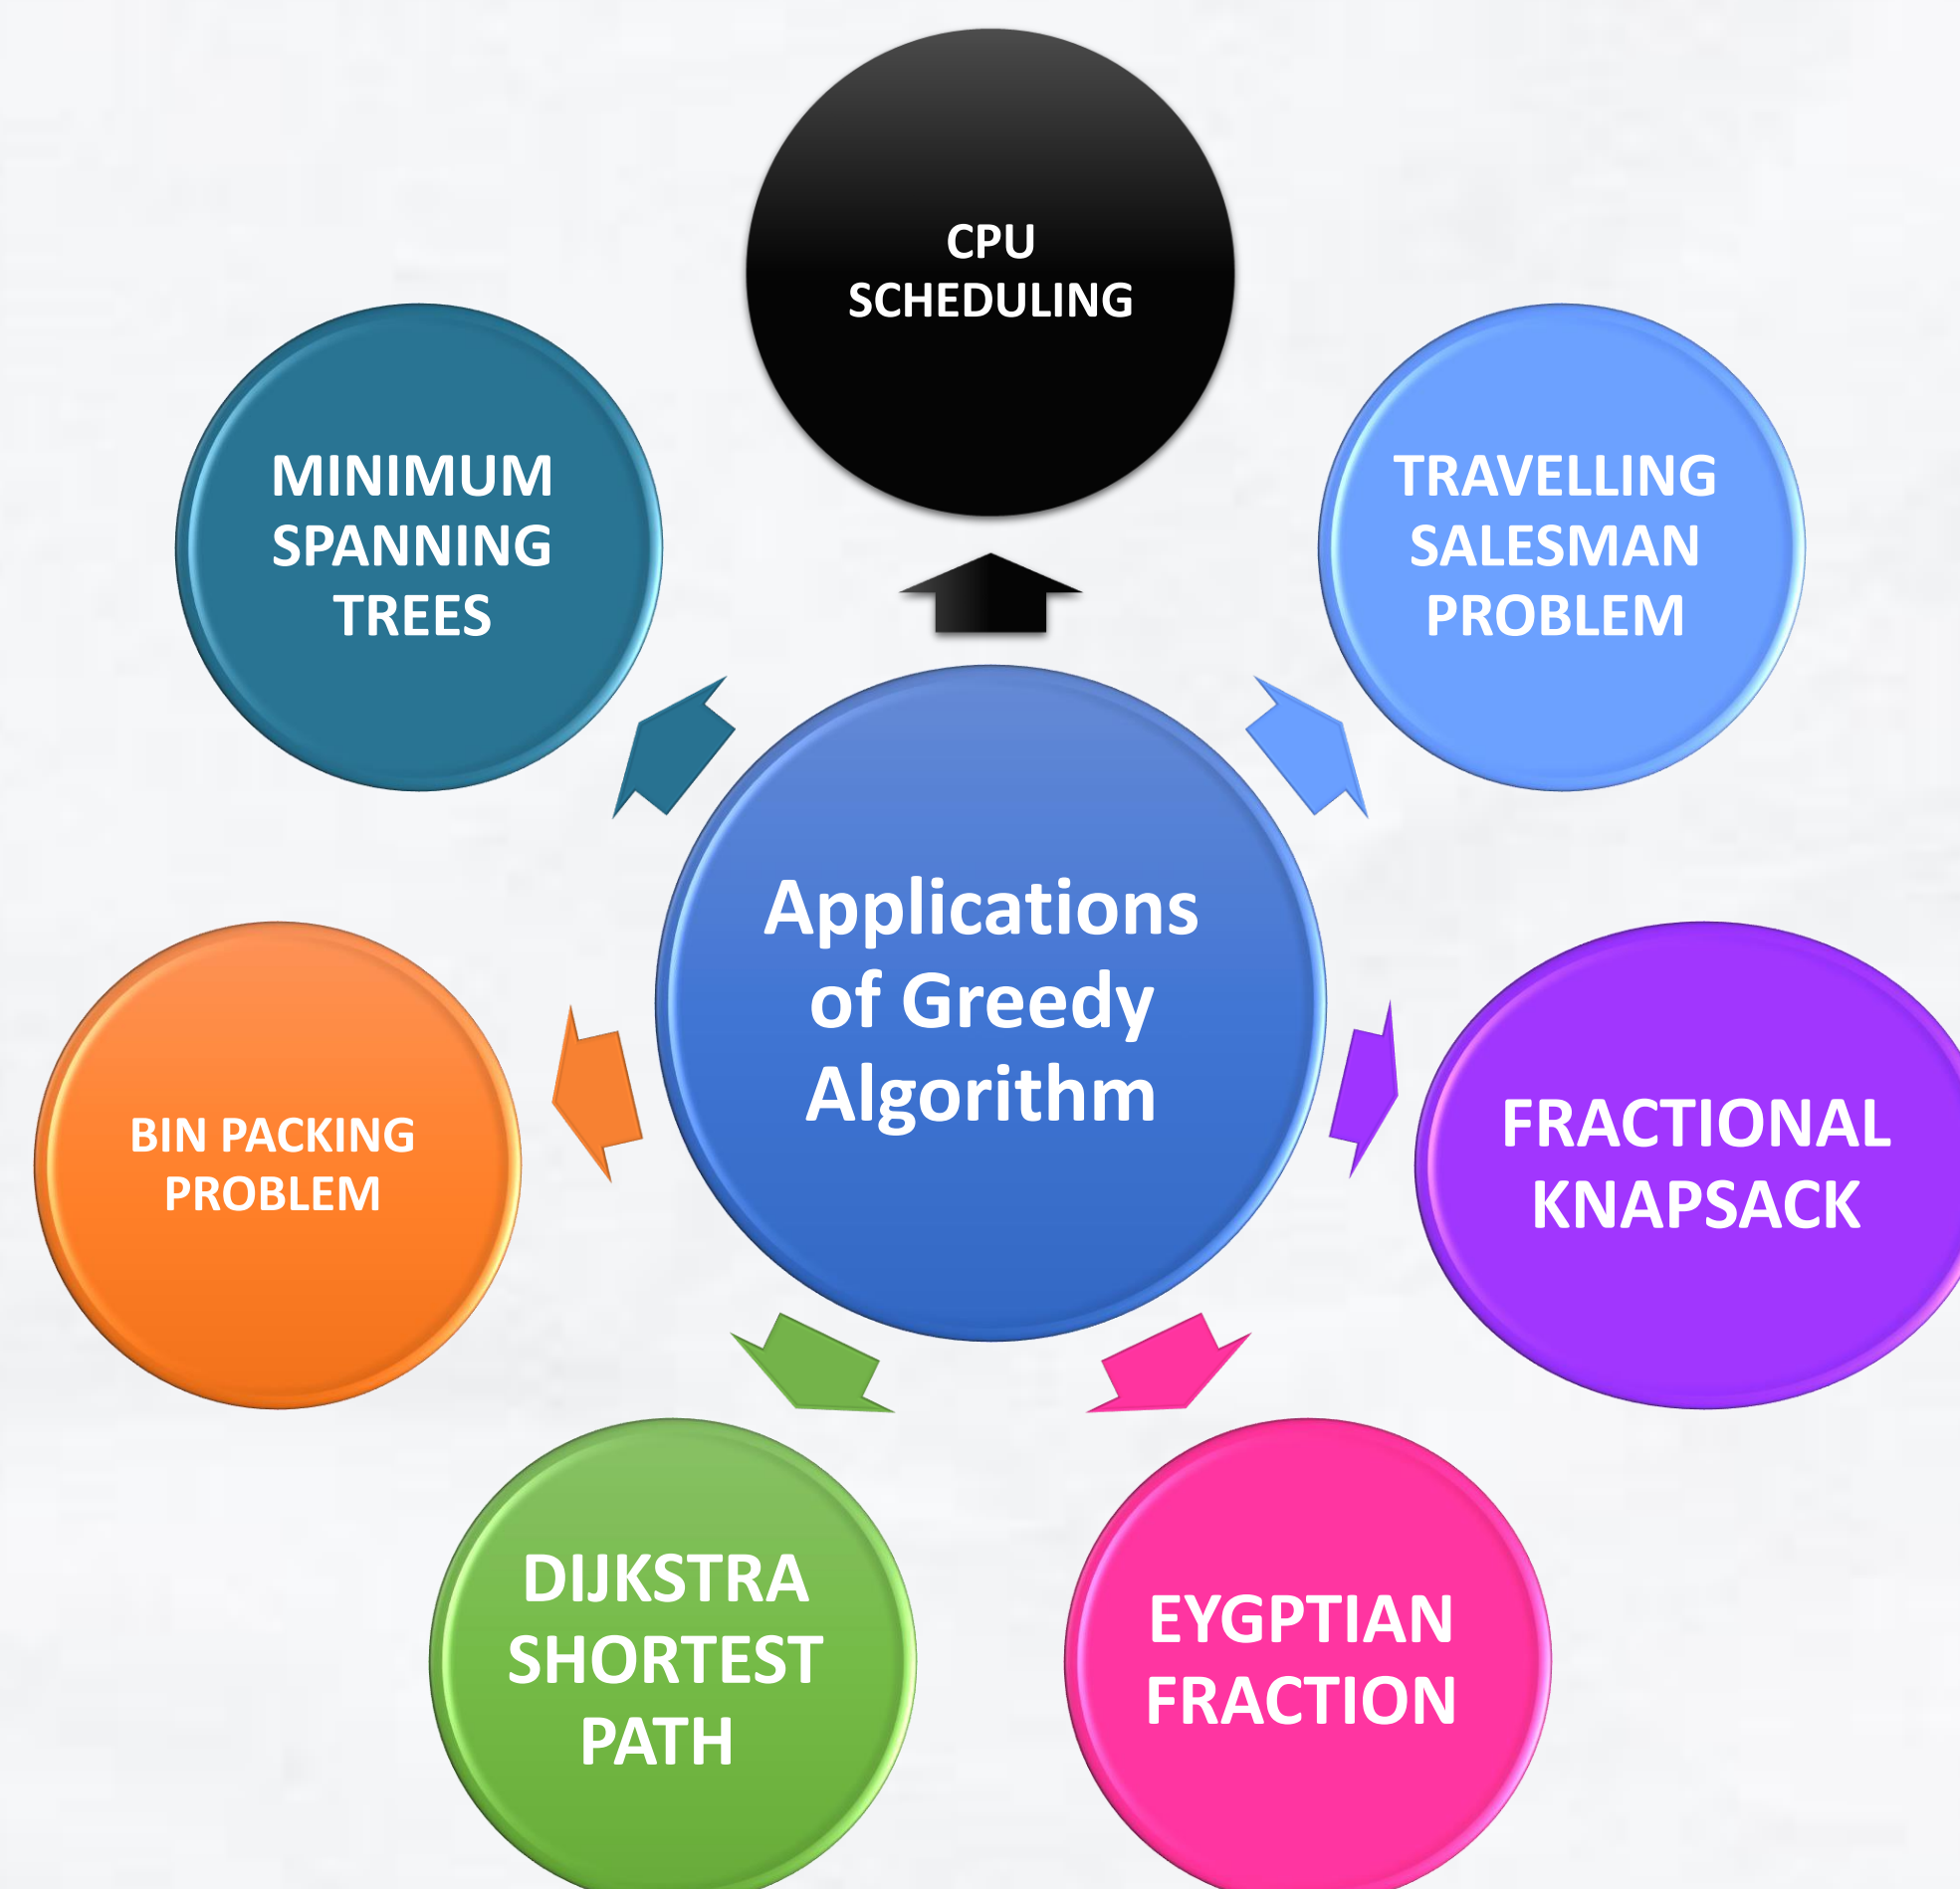 CPU
SCHEDULING
MINIMUM
SPANNING
TREES
TRAVELLING
SALESMAN
PROBLEM
Applications
of Greedy
Algorithm
BIN PACKING
PROBLEM
FRACTIONAL
KNAPSACK
DIJKSTRA
SHORTEST
PATH
EYGPTIAN
FRACTION